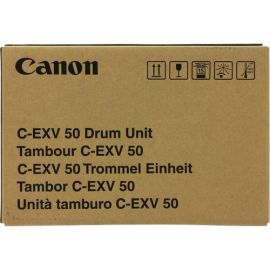 Canon
C-EXV 50 Drum Unit
Tambour C-EXV 50
C-EXV 50 Trommel Einheit
Tambor C-EXV 50
Unità tamburo C-EXV 50